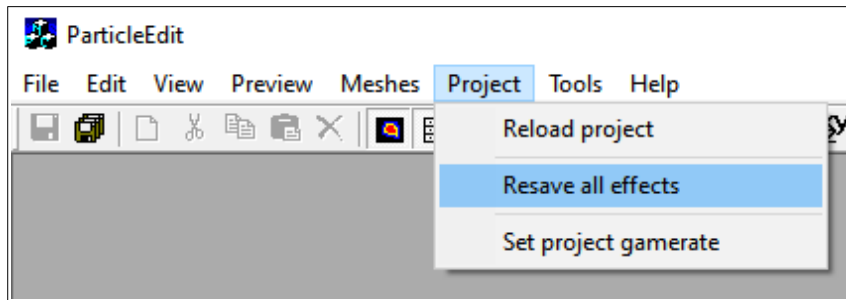 ParticleEdit
File Edit View Preview Meshes Project Tools Help
Reload project
Resave all effects
Set project gamerate